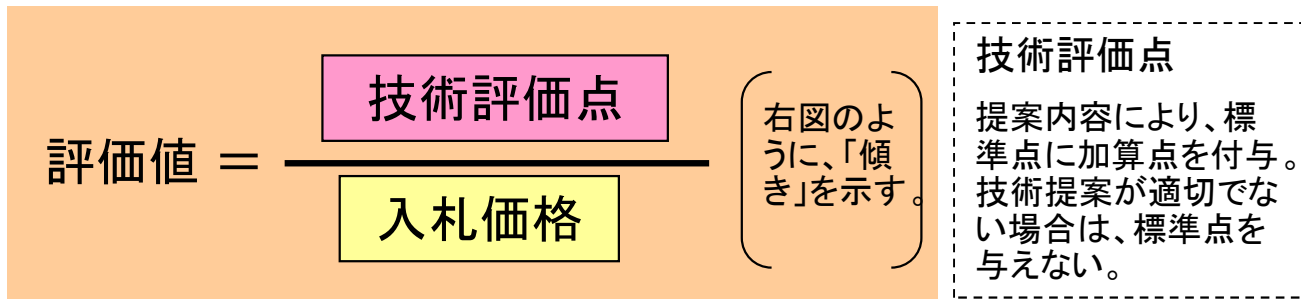 評価値 ＝
技術評価点
入札価格
右図のよ
うに、「傾
き」を示す。
技術評価点
提案内容により、標
準点に加算点を付与。
技術提案が適切でな
い場合は、標準点を
与えない。